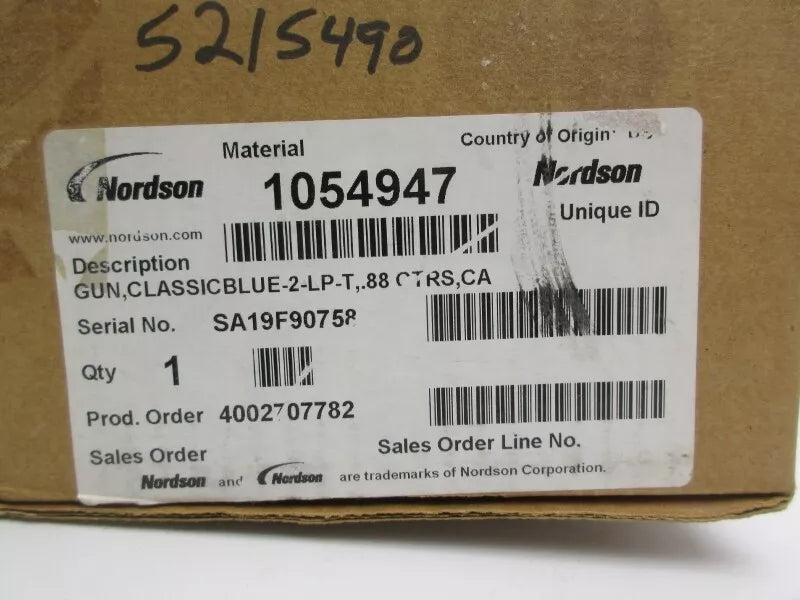 5215490
Material
Country of Origin: US
Nordson
1054947
Nordson
Unique ID
www.nordson.com
Description
GUN,CLASSICBLUE-2-LP-T,.88 CTRS,CA
Serial No. SA19F90758
Qty 1
Prod. Order 4002707782
Sales Order
Sales Order Line No.
Nordson and Nordson are trademarks of Nordson Corporation.